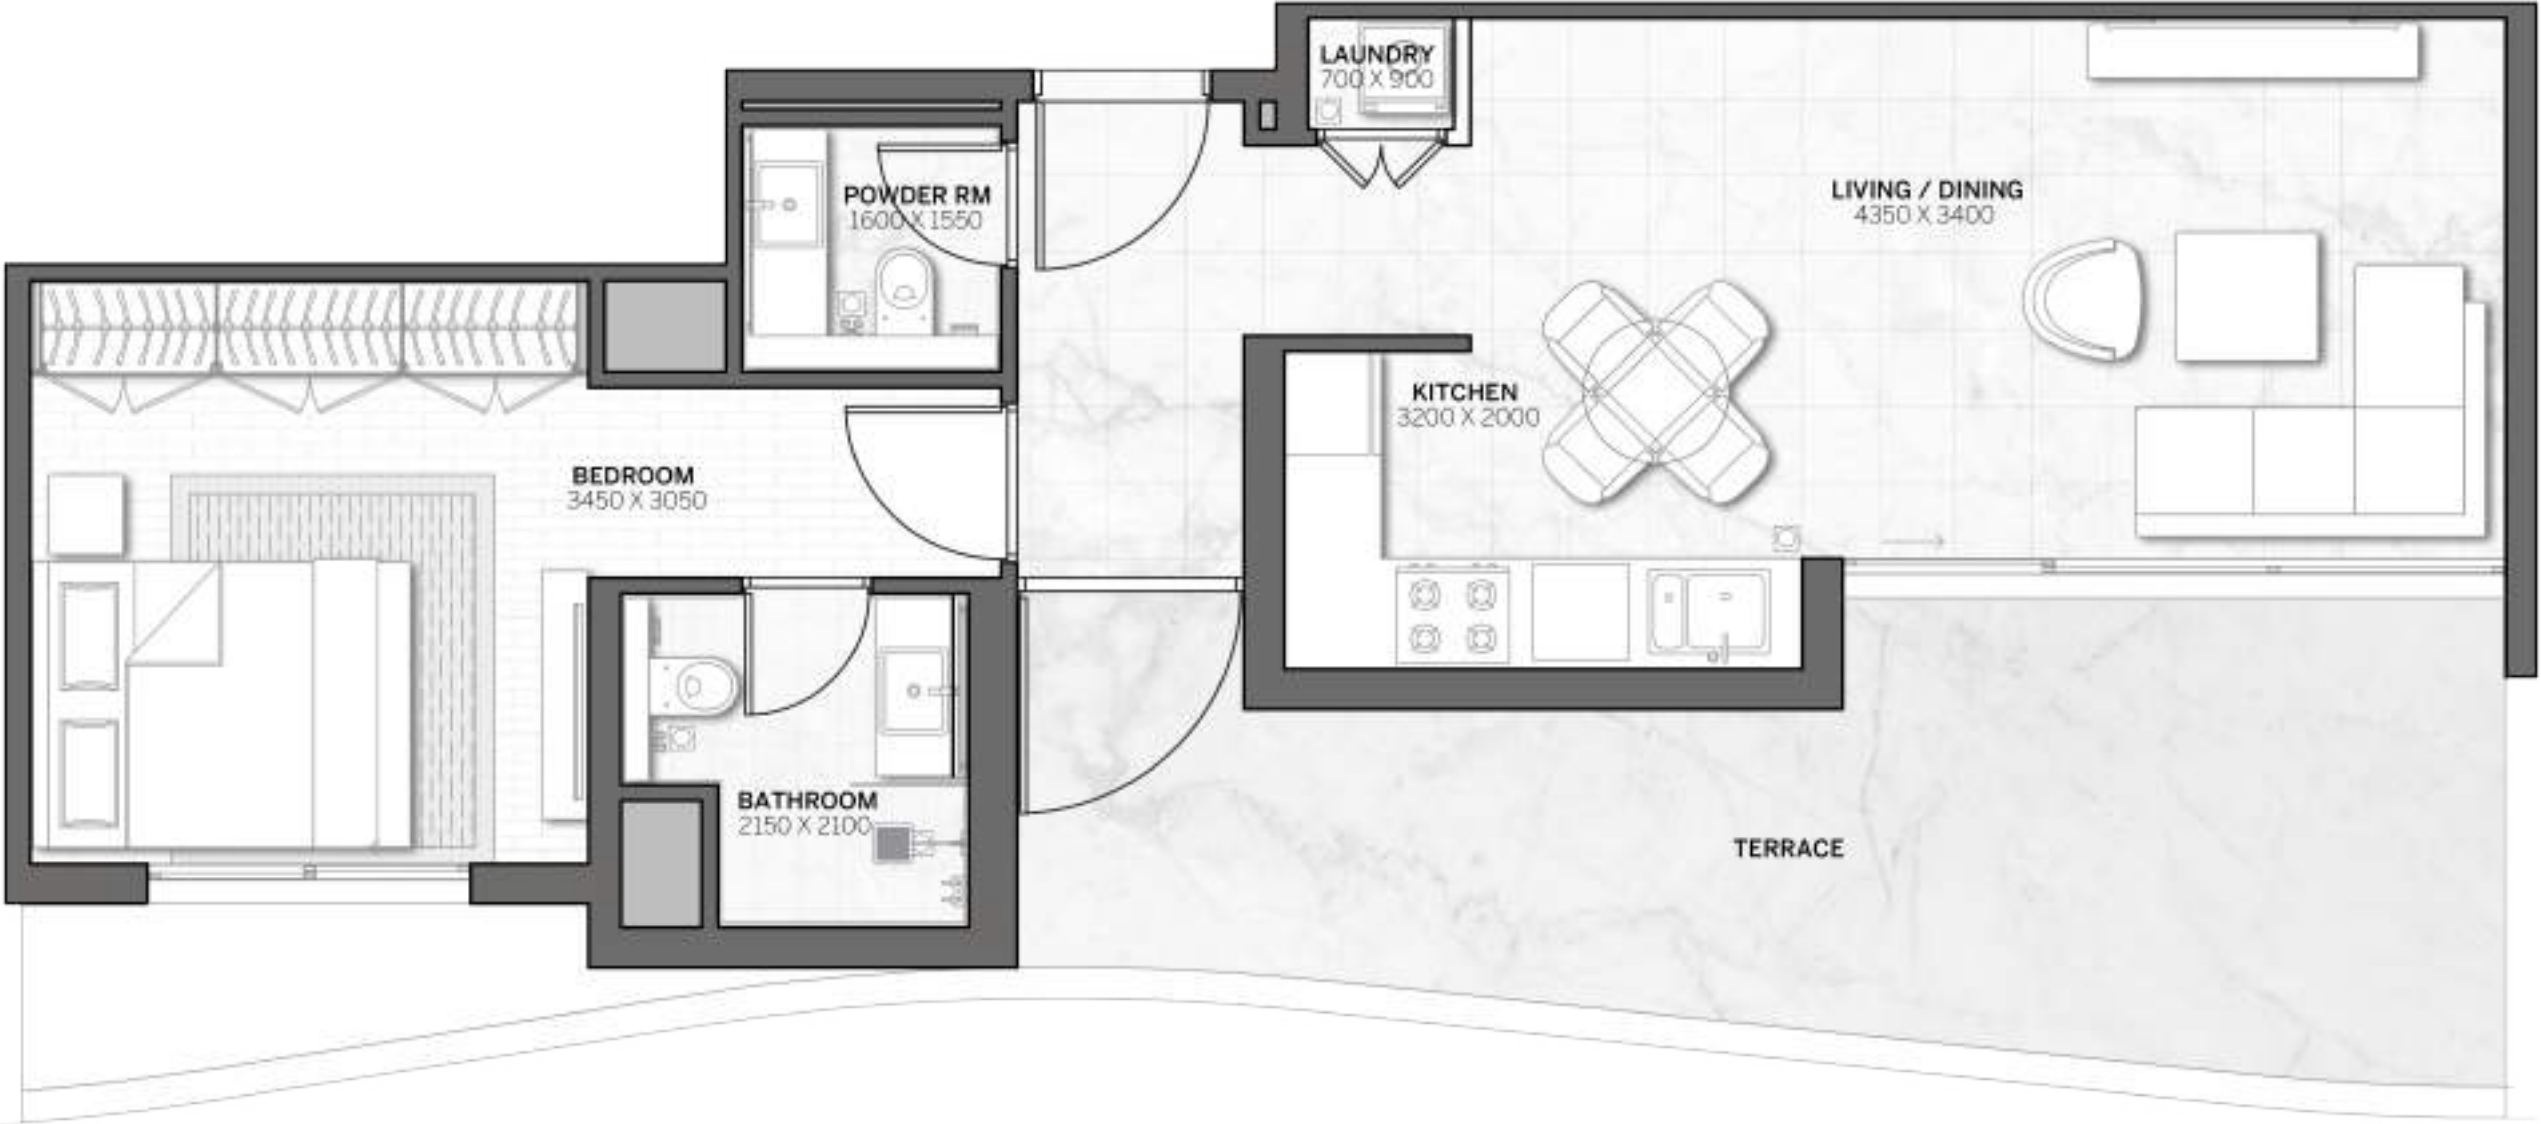 LAUNDRY
700 X 900
POWDER RM
1600 X 1550
LIVING / DINING
4350 X 3400
KITCHEN
3200 X 2000
BEDROOM
3450 X 3050
BATHROOM
2150 X 2100
TERRACE